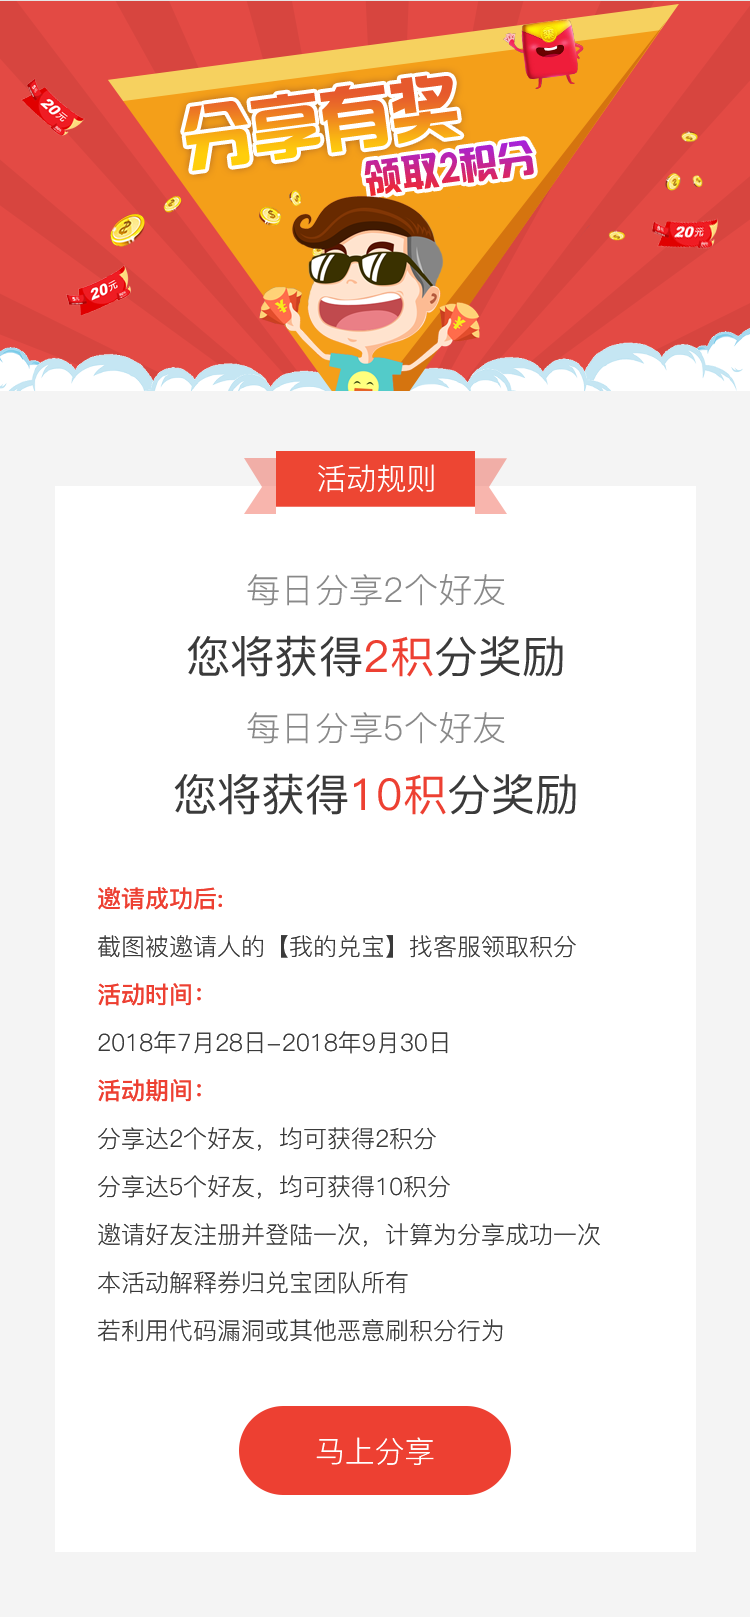 分享有奖
领取2积分
20元
20元
20元
活动规则
每日分享2个好友
您将获得2积分奖励
每日分享5个好友
您将获得10积分奖励
邀请成功后:
截图被邀请人的【我的兑宝】找客服领取积分
活动时间：
2018年7月28日-2018年9月30日
活动期间：
分享达2个好友，均可获得2积分
分享达5个好友，均可获得10积分
邀请好友注册并登陆一次，计算为分享成功一次
本活动解释券归兑宝团队所有
若利用代码漏洞或其他恶意刷积分行为
马上分享